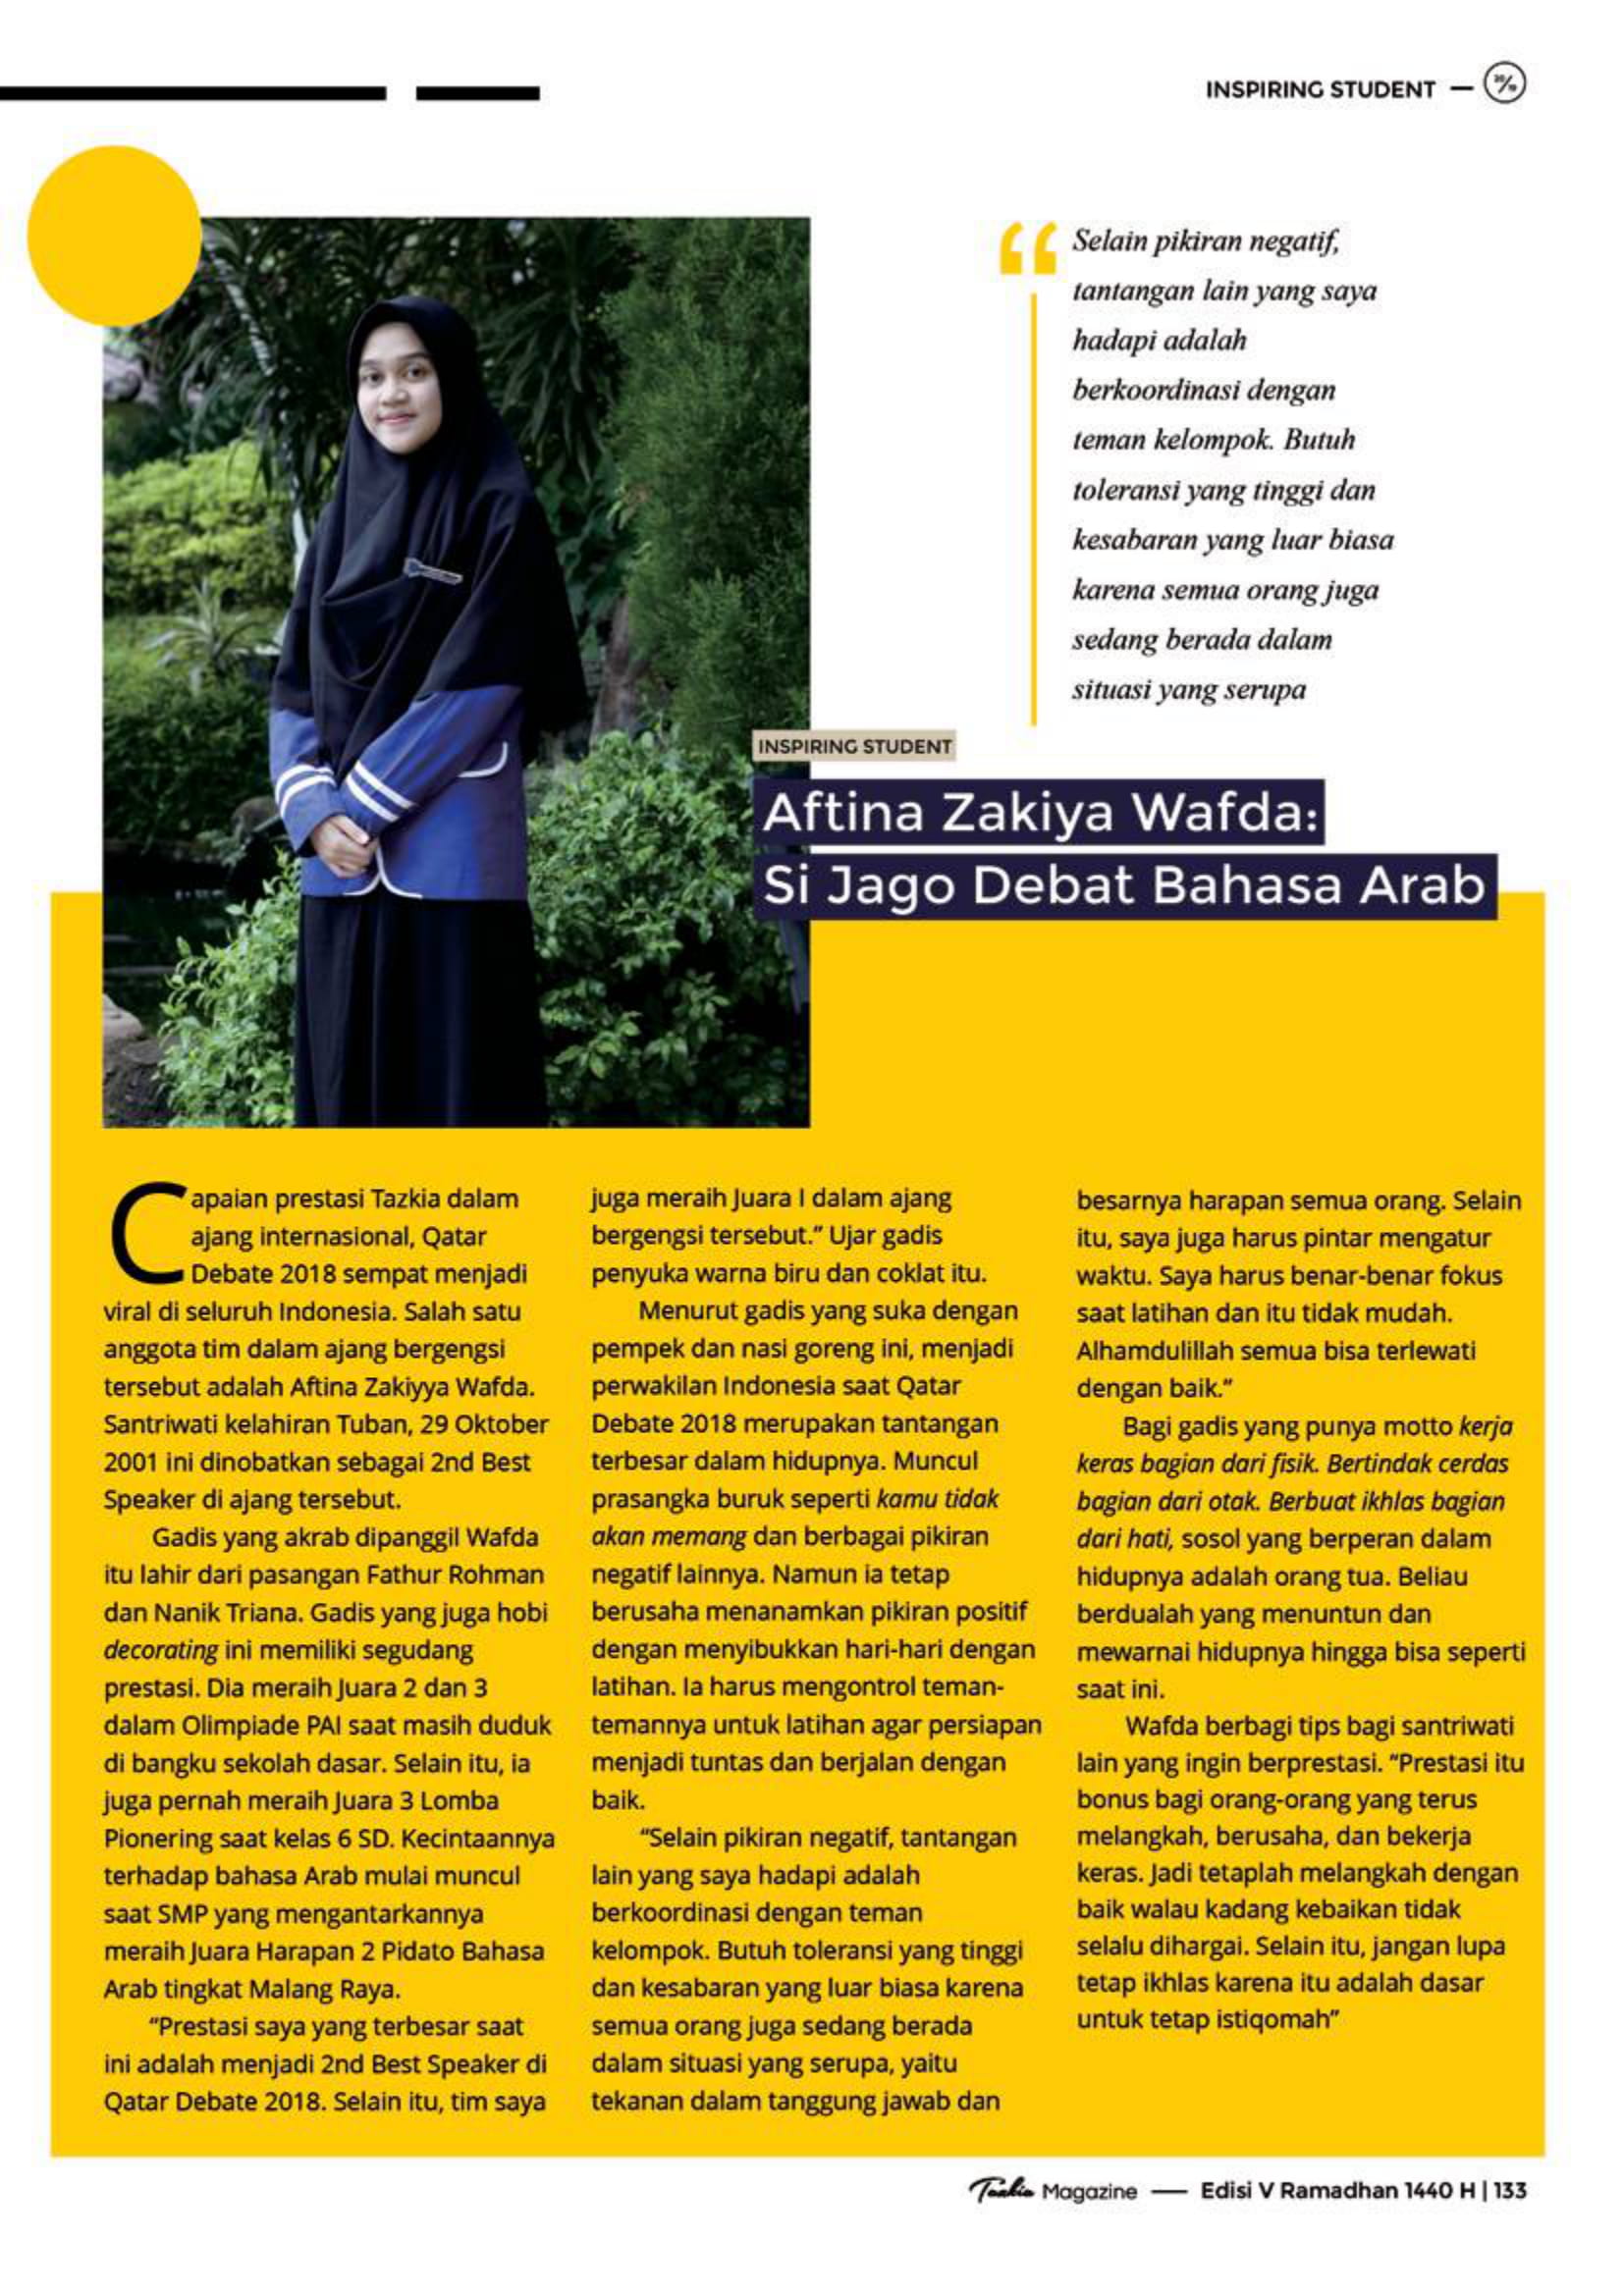 INSPIRING STUDENT
Selain pikiran negatif,
tantangan lain yang saya
hadapi adalah
berkoordinasi dengan
teman kelompok. Butuh
toleransi yang tinggi dan
kesabaran yang luar biasa
karena semua orang juga
sedang berada dalam
situasi yang serupa
INSPIRING STUDENT
Aftina Zakiya Wafda:
Si Jago Debat Bahasa Arab
Capaian prestasi Tazkia dalam
ajang internasional, Qatar
Debate 2018 sempat menjadi
viral di seluruh Indonesia. Salah satu
anggota tim dalam ajang bergengsi
tersebut adalah Aftina Zakiyya Wafda.
Santriwati kelahiran Tuban, 29 Oktober
2001 ini dinobatkan sebagai 2nd Best
Speaker di ajang tersebut.
Gadis yang akrab dipanggil Wafda
itu lahir dari pasangan Fathur Rohman
dan Nanik Triana. Gadis yang juga hobi
decorating ini memiliki segudang
prestasi. Dia meraih Juara 2 dan 3
dalam Olimpiade PAI saat masih duduk
di bangku sekolah dasar. Selain itu, ia
juga pernah meraih Juara 3 Lomba
Pionering saat kelas 6 SD. Kecintaannya
terhadap bahasa Arab mulai muncul
saat SMP yang mengantarkannya
meraih Juara Harapan 2 Pidato Bahasa
Arab tingkat Malang Raya.
"Prestasi saya yang terbesar saat
ini adalah menjadi 2nd Best Speaker di
Qatar Debate 2018. Selain itu, tim saya
juga meraih Juara I dalam ajang
bergengsi tersebut." Ujar gadis
penyuka warna biru dan coklat itu.
Menurut gadis yang suka dengan
pempek dan nasi goreng ini, menjadi
perwakilan Indonesia saat Qatar
Debate 2018 merupakan tantangan
terbesar dalam hidupnya. Muncul
prasangka buruk seperti kamu tidak
akan memang dan berbagai pikiran
negatif lainnya. Namun ia tetap
berusaha menanamkan pikiran positif
dengan menyibukkan hari-hari dengan
latihan. Ia harus mengontrol teman-
temannya untuk latihan agar persiapan
menjadi tuntas dan berjalan dengan
baik.
"Selain pikiran negatif, tantangan
lain yang saya hadapi adalah
berkoordinasi dengan teman
kelompok. Butuh toleransi yang tinggi
dan kesabaran yang luar biasa karena
semua orang juga sedang berada
dalam situasi yang serupa, yaitu
tekanan dalam tanggung jawab dan
besarnya harapan semua orang. Selain
itu, saya juga harus pintar mengatur
waktu. Saya harus benar-benar fokus
saat latihan dan itu tidak mudah.
Alhamdulillah semua bisa terlewati
dengan baik."
Bagi gadis yang punya motto kerja
keras bagian dari fisik. Bertindak cerdas
bagian dari otak. Berbuat ikhlas bagian
dari hati, sosol yang berperan dalam
hidupnya adalah orang tua. Beliau
berdualah yang menuntun dan
mewarnai hidupnya hingga bisa seperti
saat ini.
Wafda berbagi tips bagi santriwati
lain yang ingin berprestasi. "Prestasi itu
bonus bagi orang-orang yang terus
melangkah, berusaha, dan bekerja
keras. Jadi tetaplah melangkah dengan
baik walau kadang kebaikan tidak
selalu dihargai. Selain itu, jangan lupa
tetap ikhlas karena itu adalah dasar
untuk tetap istiqomah"
Tazkia Magazine — Edisi V Ramadhan 1440 H | 133